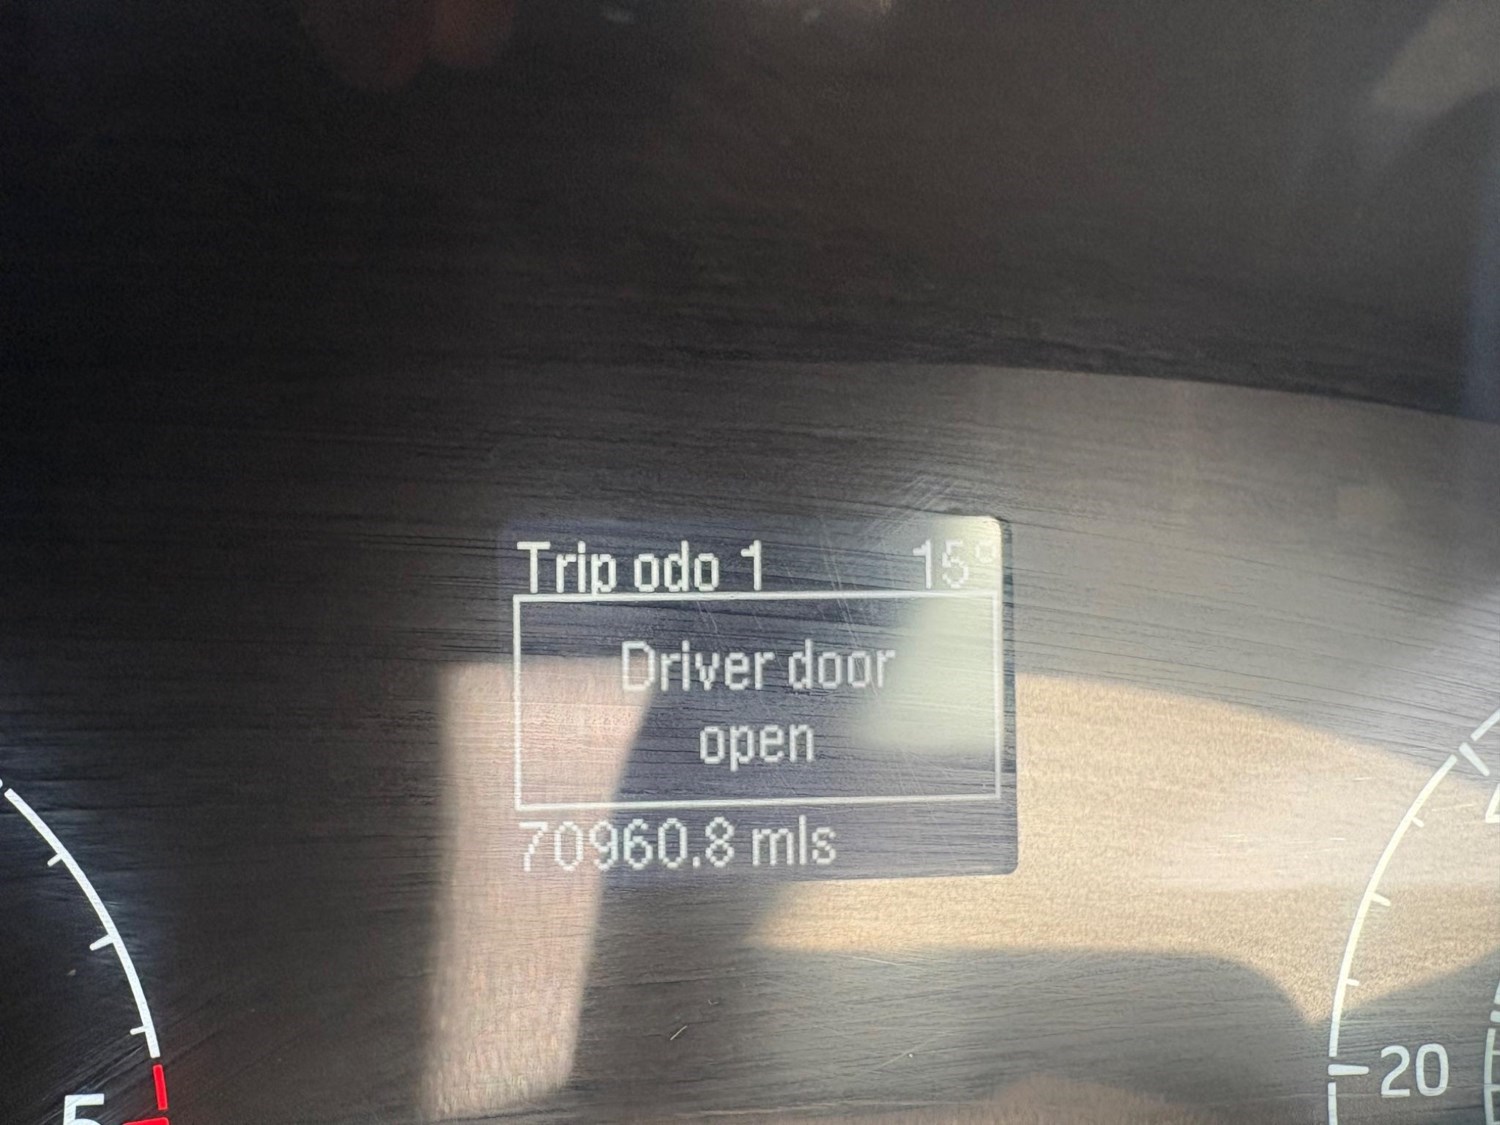 Trip odo 1 15°
Driver door
open
70960.8 mls
5
20